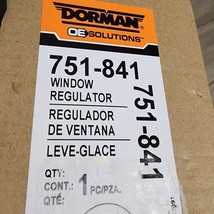 DORMAN
OE SOLUTIONS
751-841
WINDOW
REGULATOR
REGULADOR
DE VENTANA
LEVE-GLACE
QTY:
CONT.: 1 PC/PZA.
QTÉ:
751-841